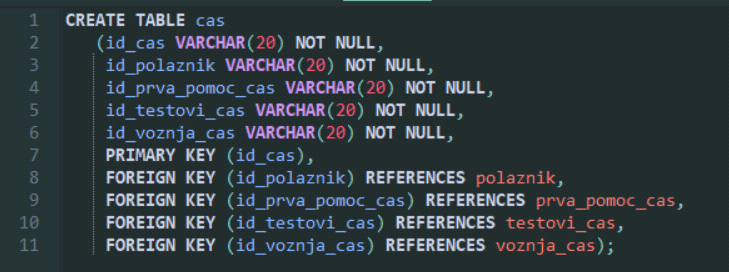 1 CREATE TABLE cas
2 (id_cas VARCHAR(20) NOT NULL,
3 id_polaznik VARCHAR(20) NOT NULL,
4 id_prva_pomoc_cas VARCHAR(20) NOT NULL,
5 id_testovi_cas VARCHAR(20) NOT NULL,
6 id_voznja_cas VARCHAR(20) NOT NULL,
7 PRIMARY KEY (id_cas),
8 FOREIGN KEY (id_polaznik) REFERENCES polaznik,
9 FOREIGN KEY (id_prva_pomoc_cas) REFERENCES prva_pomoc_cas,
10 FOREIGN KEY (id_testovi_cas) REFERENCES testovi_cas,
11 FOREIGN KEY (id_voznja_cas) REFERENCES voznja_cas);